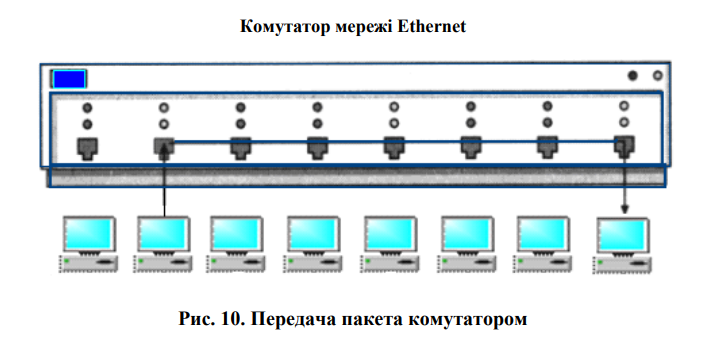 Комутатор мережі Ethernet
Рис. 10. Передача пакета комутатором